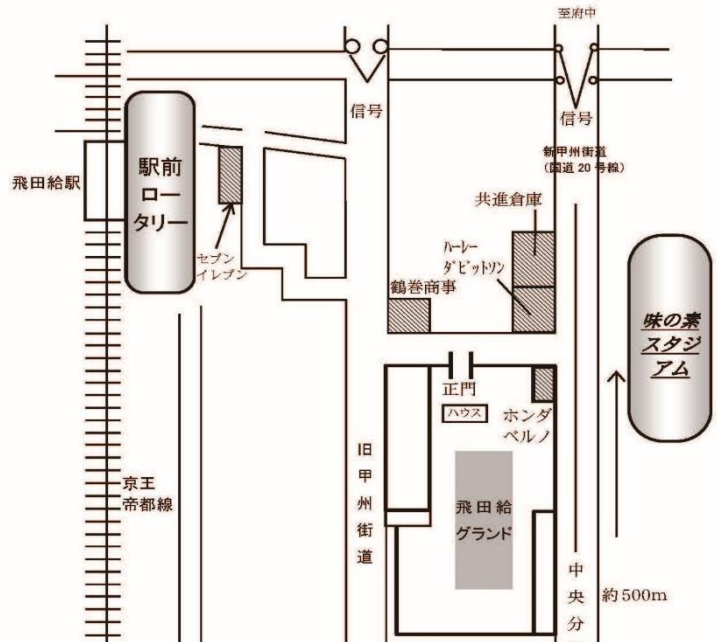 至府中
信号
信号
新甲州街道
(国道20号線)
飛田給駅
駅前
ロー
タリー
セブン
イレブン
共進倉庫
ハーレー
ダビットソン
鶴巻商事
味の素
スタジ
アム
正門
ハウス
ホンダ
ベルノ
旧甲州街道
飛田給
グランド
京王
帝都線
中央分
約500m